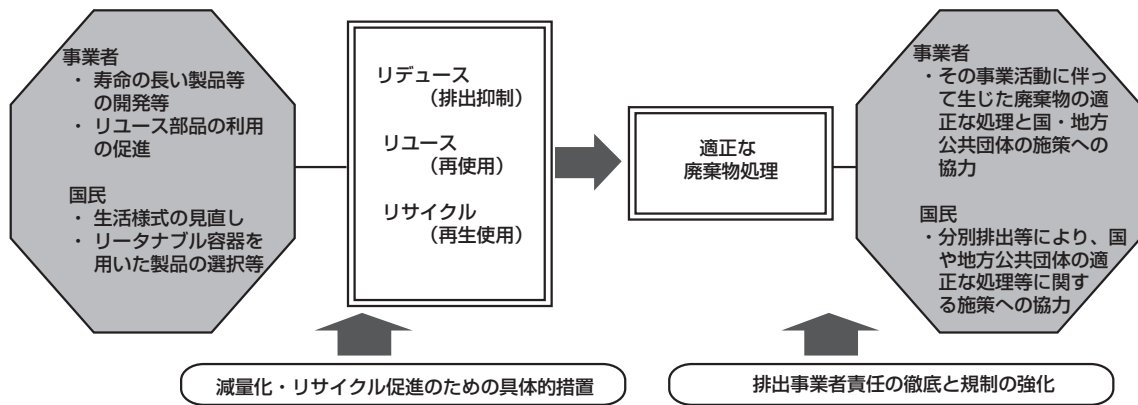 事業者
・ 寿命の長い製品等
の開発等
・ リユース部品の利用
の促進
国民
・ 生活様式の見直し
・ リータナブル容器を
用いた製品の選択等
リデュース
（排出抑制）
リユース
（再使用）
リサイクル
（再生使用）
適正な
廃棄物処理
事業者
・その事業活動に伴っ
て生じた廃棄物の適
正な処理と国・地方
公共団体の施策への
協力
国民
・分別排出等により、国
や地方公共団体の適
正な処理等に関す
る施策への協力
減量化・リサイクル促進のための具体的措置
排出事業者責任の徹底と規制の強化